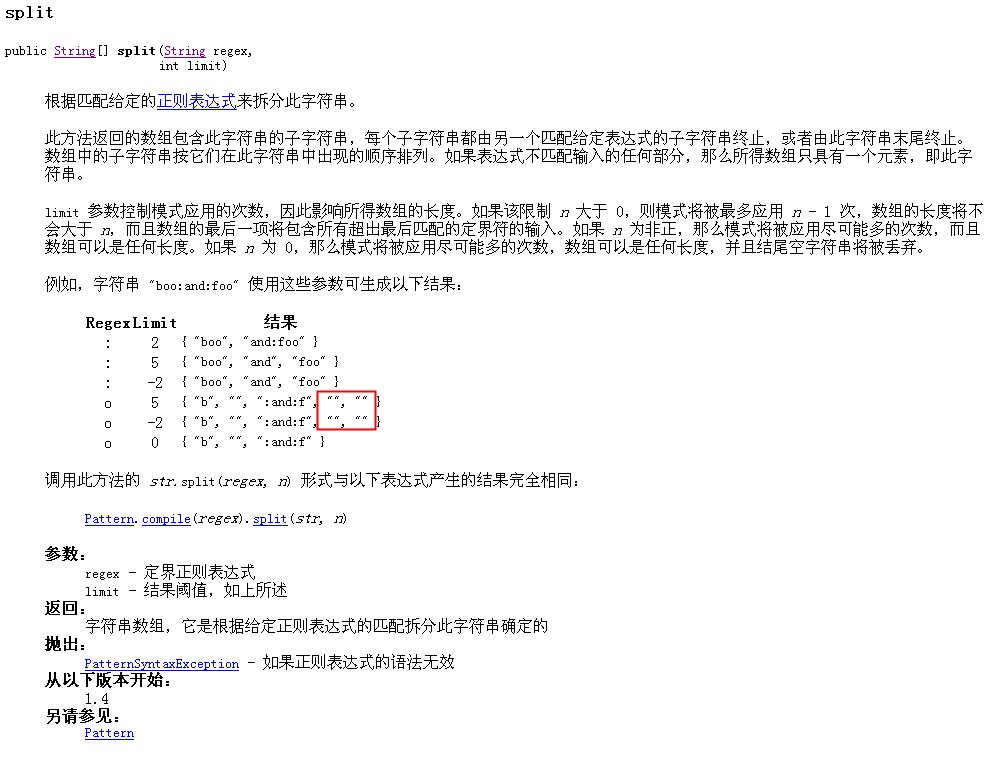 split
public String[] split(String regex,
int limit)
根据匹配给定的正则表达式来拆分此字符串。
此方法返回的数组包含此字符串的子字符串，每个子字符串都由另一个匹配给定表达式的子字符串终止，或者由此字符串末尾终止。
数组中的子字符串按它们在此字符串中出现的顺序排列。如果表达式不匹配输入的任何部分，那么所得数组只具有一个元素，即此字
符串。
limit 参数控制模式应用的次数，因此影响所得数组的长度。如果该限制 n 大于 0，则模式将被最多应用 n - 1 次，数组的长度将不
会大于 n，而且数组的最后一项将包含所有超出最后匹配的定界符的输入。如果 n 为非正，那么模式将被应用尽可能多的次数，而且
数组可以是任何长度。如果 n 为 0，那么模式将被应用尽可能多的次数，数组可以是任何长度，并且结尾空字符串将被丢弃。
例如，字符串 "boo:and:foo" 使用这些参数可生成以下结果：
Regex Limit 结果
: 2 { "boo", "and:foo" }
: 5 { "boo", "and", "foo" }
: -2 { "boo", "and", "foo" }
o 5 { "b", "", ":and:f", "", "" }
o -2 { "b", "", ":and:f", "", "" }
o 0 { "b", "", ":and:f" }
调用此方法的 str.split(regex, n) 形式与以下表达式产生的结果完全相同：
Pattern.compile(regex).split(str, n)
参数：
regex - 定界正则表达式
limit - 结果阈值，如上所述
返回：
字符串数组，它是根据给定正则表达式的匹配拆分此字符串确定的
抛出：
PatternSyntaxException - 如果正则表达式的语法无效
从以下版本开始：
1.4
另请参见：
Pattern